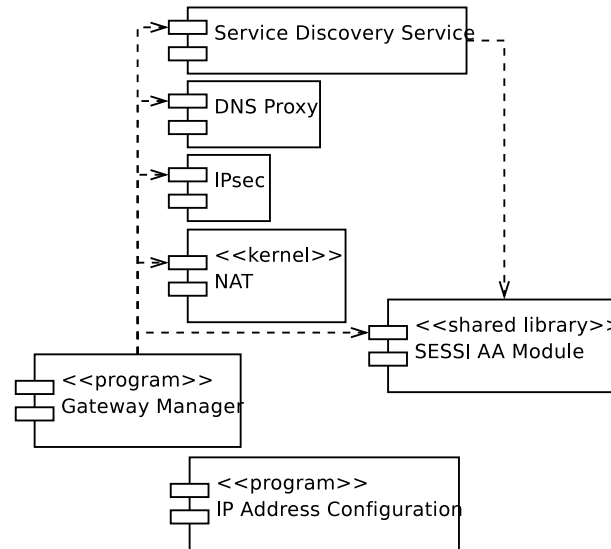 Service Discovery Service
DNS Proxy
IPsec
<<kernel>>
NAT
<<shared library>>
SESSI AA Module
<<program>>
Gateway Manager
<<program>>
IP Address Configuration